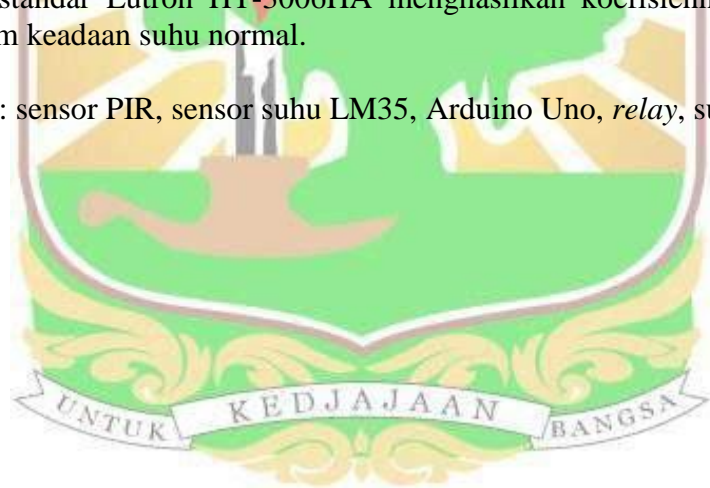 standar Lutron HT-3006HA menghasilkan
m keadaan suhu normal.
: sensor PIR, sensor suhu LM35, Arduino Uno, relay, su
UNTUK KEDJAJAAN BANGSA